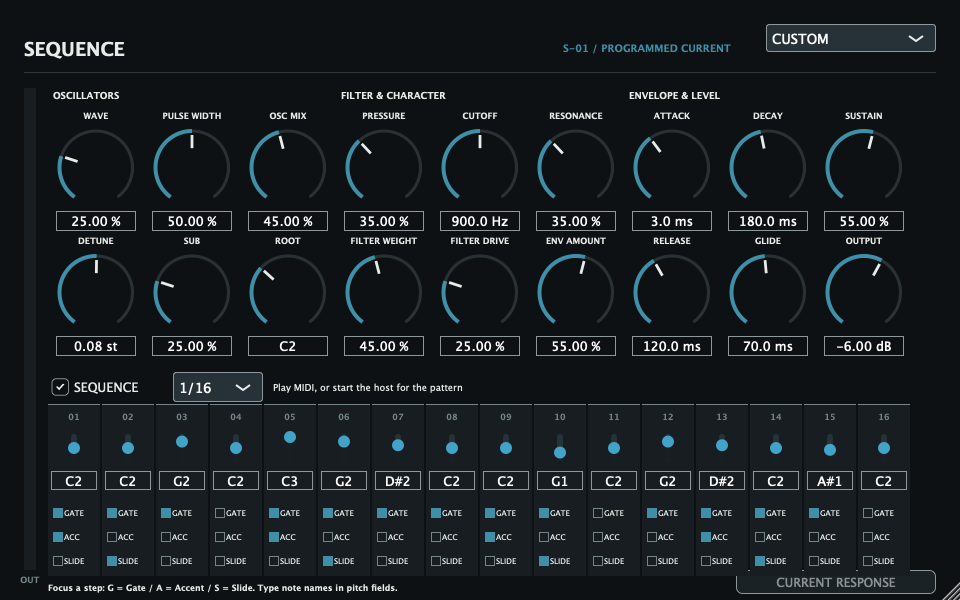 SEQUENCE
S-01 / PROGRAMMED CURRENT
CUSTOM
OSCILLATORS FILTER & CHARACTER ENVELOPE & LEVEL
WAVE PULSE WIDTH OSC MIX PRESSURE CUTOFF RESONANCE ATTACK DECAY SUSTAIN
25.00 % 50.00 % 45.00 % 35.00 % 900.0 Hz 35.00 % 3.0 ms 180.0 ms 55.00 %
DETUNE SUB ROOT FILTER WEIGHT FILTER DRIVE ENV AMOUNT RELEASE GLIDE OUTPUT
0.08 st 25.00 % C2 45.00 % 25.00 % 55.00 % 120.0 ms 70.0 ms -6.00 dB
SEQUENCE 1/16 Play MIDI, or start the host for the pattern
01 02 03 04 05 06 07 08 09 10 11 12 13 14 15 16
C2 C2 G2 C2 C3 G2 D#2 C2 C2 G1 C2 G2 D#2 C2 A#1 C2
GATE GATE GATE GATE GATE GATE GATE GATE GATE GATE GATE GATE GATE GATE GATE GATE
ACC ACC ACC ACC ACC ACC ACC ACC ACC ACC ACC ACC ACC ACC ACC ACC
SLIDE SLIDE SLIDE SLIDE SLIDE SLIDE SLIDE SLIDE SLIDE SLIDE SLIDE SLIDE SLIDE SLIDE SLIDE SLIDE
OUT
Focus a step: G = Gate / A = Accent / S = Slide. Type note names in pitch fields.
CURRENT RESPONSE